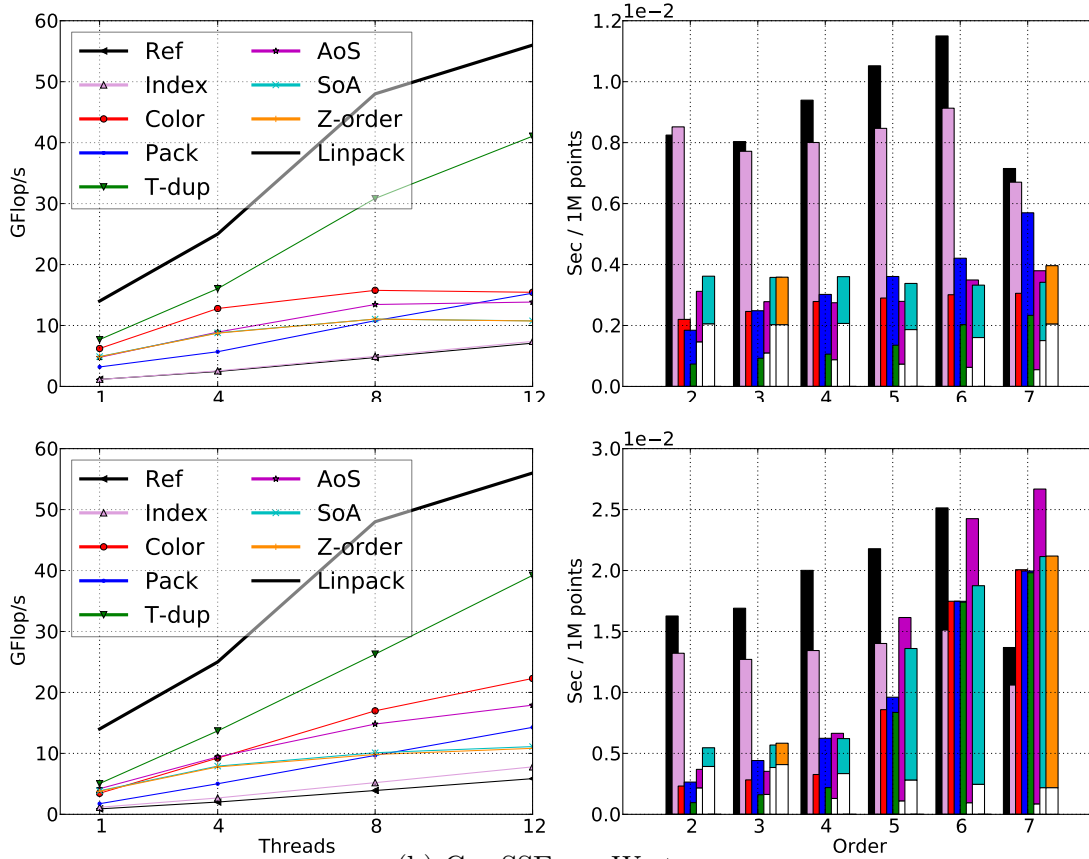 60
50
40
30
20
10
0
GFlop/s
Ref
Index
Color
Pack
T-dup
AoS
SoA
Z-order
Linpack
1 4 8 12
1e-2
1.2
1.0
0.8
0.6
0.4
0.2
0.0
Sec / 1M points
2 3 4 5 6 7
60
50
40
30
20
10
0
GFlop/s
Ref
Index
Color
Pack
T-dup
AoS
SoA
Z-order
Linpack
1 4 8 12
Threads
1e-2
3.0
2.5
2.0
1.5
1.0
0.5
0.0
Sec / 1M points
2 3 4 5 6 7
Order